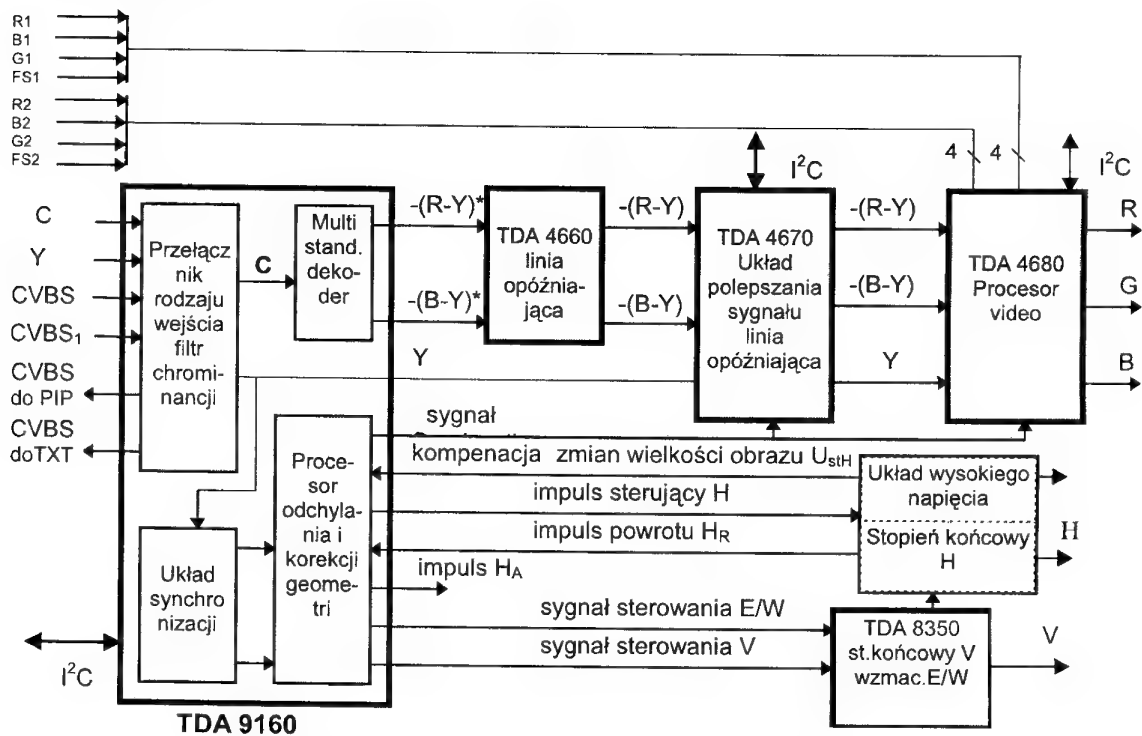 R1
B1
G1
FS1
R2
B2
G2
FS2
4
4
I²C
I²C
C
Y
CVBS
CVBS₁
CVBS
do PIP
CVBS
doTXT
I²C
Przełącz
nik
rodzaju
wejścia
filtr
chromi-
nancji
C
Multi
stand.
deko-
der
-(R-Y)*
-(B-Y)*
TDA 4660
linia
opóźnia-
jąca
-(R-Y)
-(B-Y)
Y
TDA 4670
Układ
polepszania
sygnału
linia
opóźniająca
-(R-Y)
-(B-Y)
Y
TDA 4680
Procesor
video
R
G
B
Układ
synchro
nizacji
Proce-
sor
odchyla-
nia i
korekcji
geome-
tri
sygnał
kompenacja zmian wielkości obrazu UstH
impuls sterujący H
impuls powrotu HR
impuls HA
sygnał sterowania E/W
sygnał sterowania V
Układ wysokiego
napięcia
Stopień końcowy
H
H
TDA 8350
st.końcowy V
wzmac.E/W
V
TDA 9160